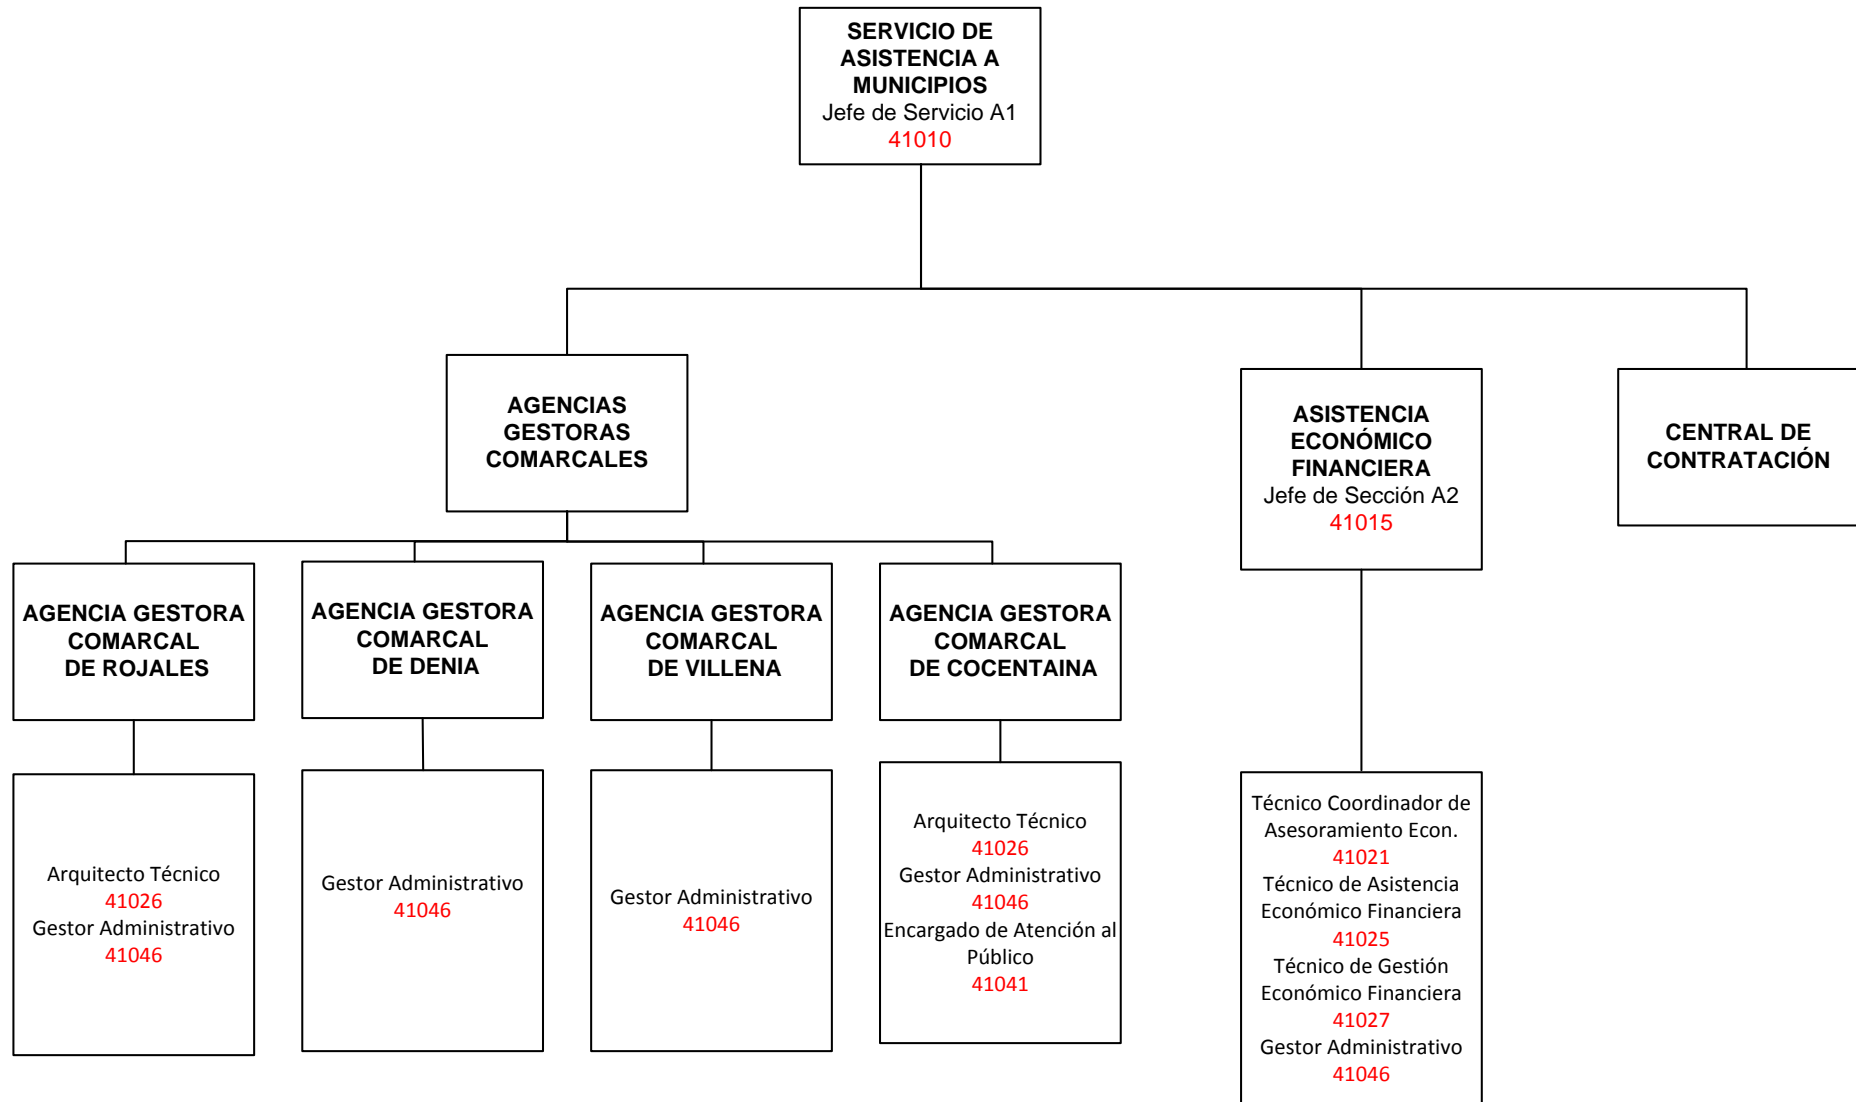 SERVICIO DE
ASISTENCIA A
MUNICIPIOS
Jefe de Servicio A1
41010
AGENCIAS
GESTORAS
COMARCALES
ASISTENCIA
ECONÓMICO
FINANCIERA
Jefe de Sección A2
41015
CENTRAL DE
CONTRATACIÓN
AGENCIA GESTORA
COMARCAL
DE ROJALES
AGENCIA GESTORA
COMARCAL
DE DENIA
AGENCIA GESTORA
COMARCAL
DE VILLENA
AGENCIA GESTORA
COMARCAL
DE COCENTAINA
Arquitecto Técnico
41026
Gestor Administrativo
41046
Gestor Administrativo
41046
Gestor Administrativo
41046
Arquitecto Técnico
41026
Gestor Administrativo
41046
Encargado de Atención al
Público
41041
Técnico Coordinador de
Asesoramiento Econ.
41021
Técnico de Asistencia
Económico Financiera
41025
Técnico de Gestión
Económico Financiera
41027
Gestor Administrativo
41046